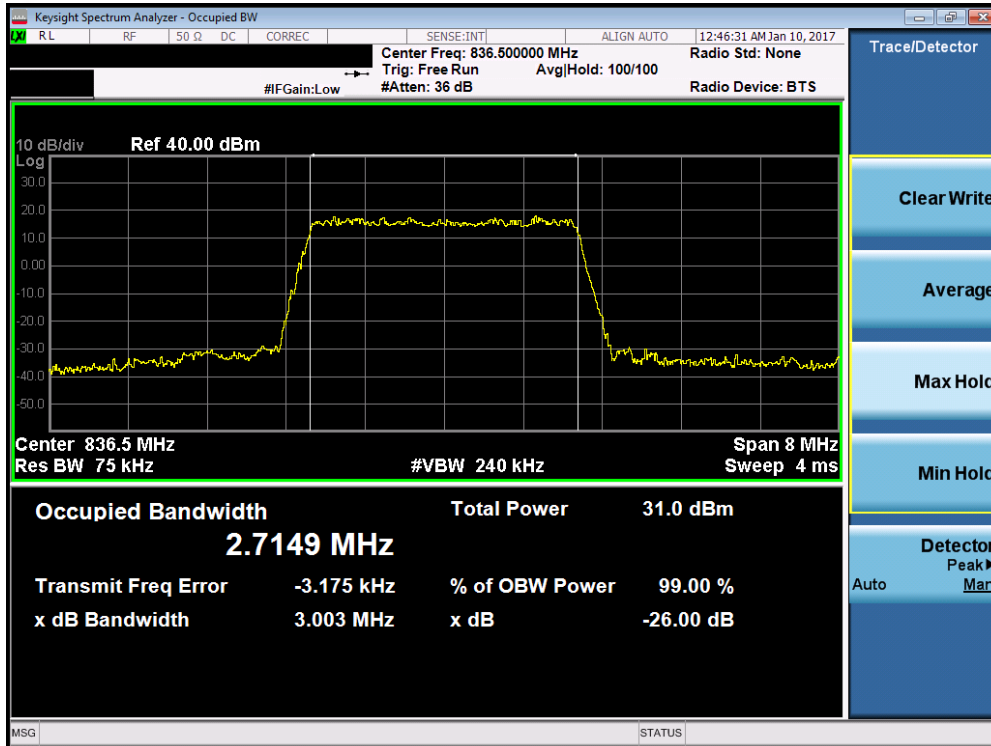 Keysight Spectrum Analyzer - Occupied BW
LXI RL RF 50 Ω DC CORREC SENSE:INT ALIGN AUTO 12:46:31 AM Jan 10, 2017
Center Freq: 836.500000 MHz Radio Std: None
Trig: Free Run Avg|Hold: 100/100
#IFGain:Low #Atten: 36 dB Radio Device: BTS
10 dB/div Ref 40.00 dBm
Log
30.0
20.0
10.0
0.00
-10.0
-20.0
-30.0
-40.0
-50.0
Center 836.5 MHz Span 8 MHz
Res BW 75 kHz #VBW 240 kHz Sweep 4 ms
Occupied Bandwidth Total Power 31.0 dBm
2.7149 MHz
Transmit Freq Error -3.175 kHz % of OBW Power 99.00 %
x dB Bandwidth 3.003 MHz x dB -26.00 dB
MSG STATUS
Trace/Detector
Clear Write
Average
Max Hold
Min Hold
Detector
Peak
Auto Man